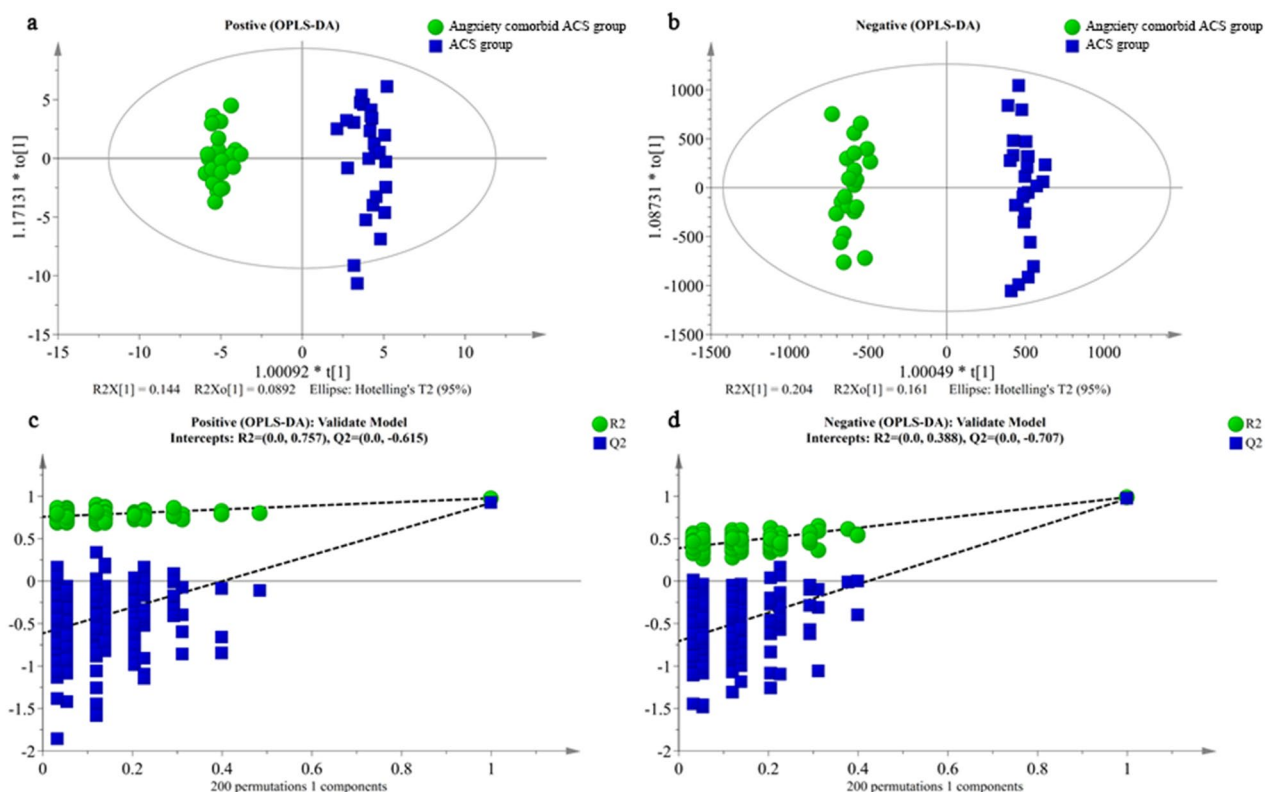 a
Postive (OPLS-DA)
Angxiety comorbid ACS group
ACS group
5
0
-5
-10
-15
1.17131 * to[1]
-15
-10
-5
0
5
10
1.00092 * t[1]
R2X[1] = 0.144 R2Xo[1] = 0.0892 Ellipse: Hotelling's T2 (95%)
b
Negative (OPLS-DA)
Angxiety comorbid ACS group
ACS group
1000
500
0
-500
-1000
-1500
1.08731 * to[1]
-1500
-1000
-500
0
500
1000
1.00049 * t[1]
R2X[1] = 0.204 R2Xo[1] = 0.161 Ellipse: Hotelling's T2 (95%)
c
Positive (OPLS-DA): Validate Model
Intercepts: R2=(0.0, 0.757), Q2=(0.0, -0.615)
R2
Q2
1
0.5
0
-0.5
-1
-1.5
-2
0
0.2
0.4
0.6
0.8
1
200 permutations 1 components
d
Negative (OPLS-DA): Validate Model
Intercepts: R2=(0.0, 0.388), Q2=(0.0, -0.707)
R2
Q2
1
0.5
0
-0.5
-1
-1.5
-2
0
0.2
0.4
0.6
0.8
1
200 permutations 1 components